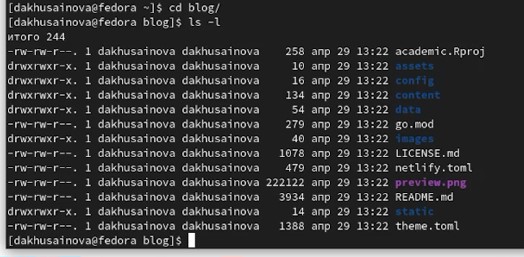 [dakhusainova@fedora ~]$ cd blog/
[dakhusainova@fedora blog]$ ls -l
итого 244
-rw-rw-r--. 1 dakhusainova dakhusainova    258 апр 29 13:22 academic.Rproj
drwxrwxr-x. 1 dakhusainova dakhusainova     10 апр 29 13:22 assets
drwxrwxr-x. 1 dakhusainova dakhusainova     16 апр 29 13:22 config
drwxrwxr-x. 1 dakhusainova dakhusainova    134 апр 29 13:22 content
drwxrwxr-x. 1 dakhusainova dakhusainova     54 апр 29 13:22 data
-rw-rw-r--. 1 dakhusainova dakhusainova    279 апр 29 13:22 go.mod
drwxrwxr-x. 1 dakhusainova dakhusainova     40 апр 29 13:22 images
-rw-rw-r--. 1 dakhusainova dakhusainova   1078 апр 29 13:22 LICENSE.md
-rw-rw-r--. 1 dakhusainova dakhusainova    479 апр 29 13:22 netlify.toml
-rw-rw-r--. 1 dakhusainova dakhusainova 222122 апр 29 13:22 preview.png
-rw-rw-r--. 1 dakhusainova dakhusainova   3934 апр 29 13:22 README.md
drwxrwxr-x. 1 dakhusainova dakhusainova     14 апр 29 13:22 static
-rw-rw-r--. 1 dakhusainova dakhusainova   1388 апр 29 13:22 theme.toml
[dakhusainova@fedora blog]$